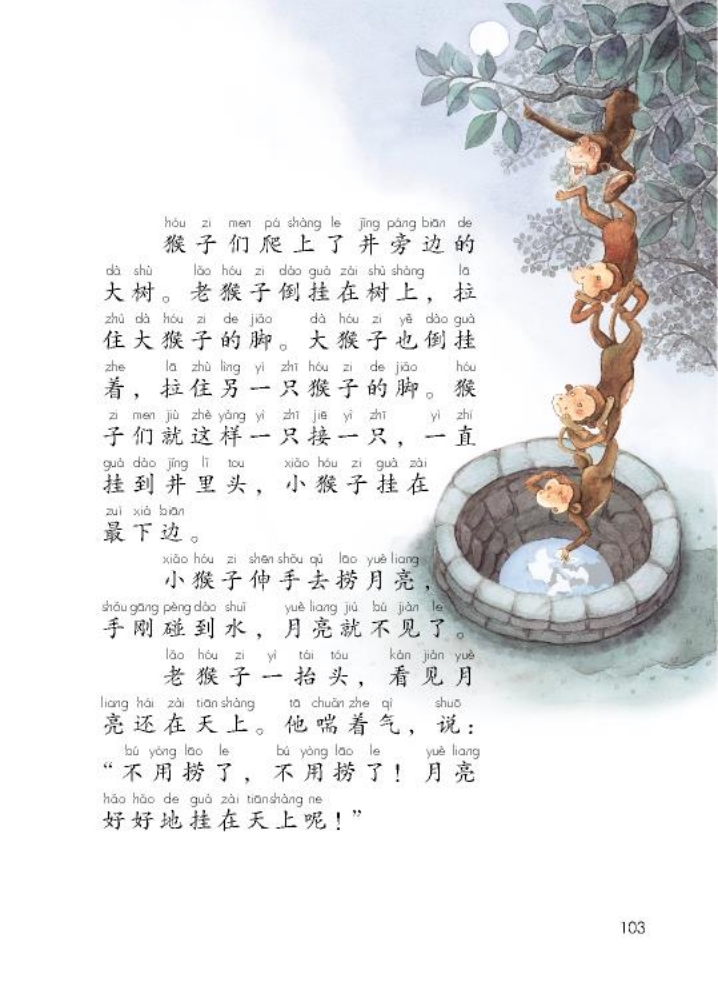 hóu zi men pá shàng le jǐng páng biān de
猴子们爬上了井旁边的
dà shù lǎo hóu zi dào guà zài shù shàng lā
大树。老猴子倒挂在树上，拉
zhù dà hóu zi de jiǎo dà hóu zi yě dào guà
住大猴子的脚。大猴子也倒挂
zhe lā zhù lìng yì zhī hóu zi de jiǎo hóu
着，拉住另一只猴子的脚。猴
zi men jiù zhè yàng yì zhī jiē yì zhī yì zhí
子们就这样一只接一只，一直
guà dào jǐng lǐ tou xiǎo hóu zi guà zài
挂到井里头，小猴子挂在
zuì xià biān
最下边。
xiǎo hóu zi shēn shǒu qù lāo yuè liang
小猴子伸手去捞月亮，
shǒu gāng pèng dào shuǐ yuè liang jiù bú jiàn le
手刚碰到水，月亮就不见了。
lǎo hóu zi yì tái tóu kàn jiàn yuè
老猴子一抬头，看见月
liang hái zài tiān shàng tā chuǎn zhe qì shuō
亮还在天上。他喘着气，说：
bú yòng lāo le bú yòng lāo le yuè liang
“不用捞了，不用捞了！月亮
hǎo hǎo de guà zài tiān shàng ne
好好地挂在天上呢！”
103